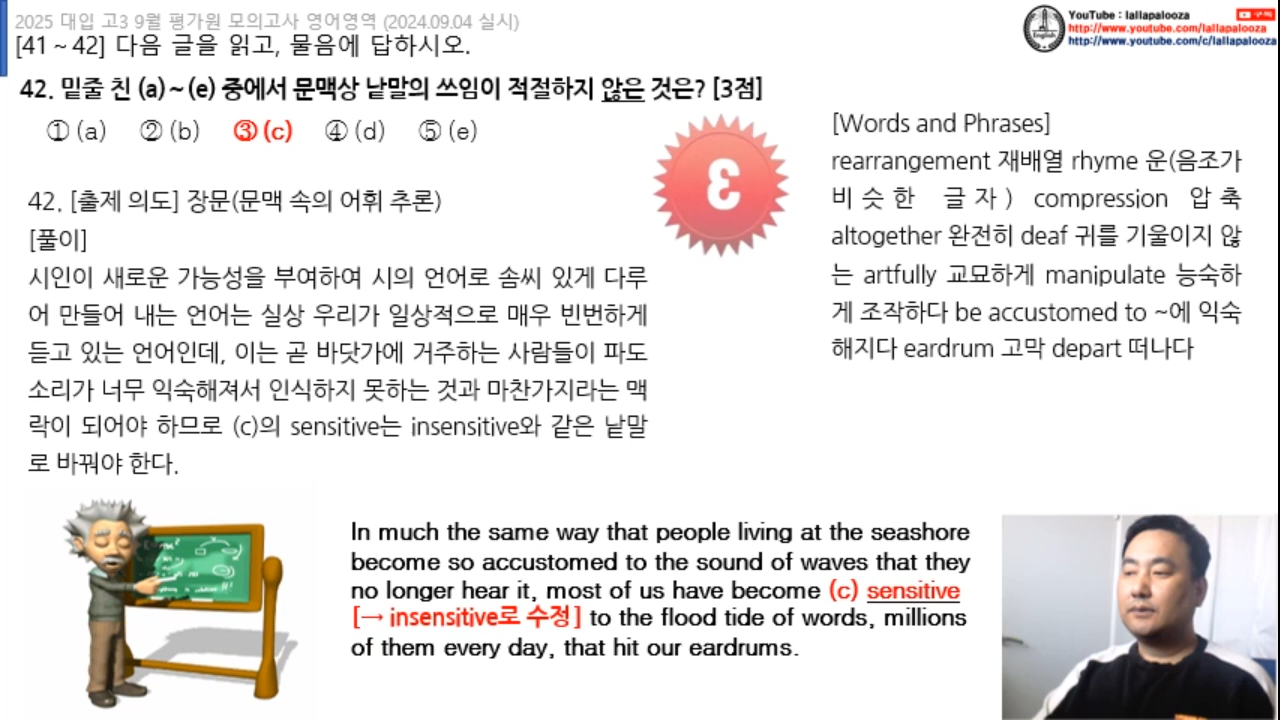 2025 대입 고3 9월 평가원 모의고사 영어영역 (2024.09.04 실시)
[41 ~ 42] 다음 글을 읽고, 물음에 답하시오.
YouTube : lallapalooza
구독
http://www.youtube.com/lallapalooza
http://www.youtube.com/c/lallapalooza
English
42. 밑줄 친 (a)~(e) 중에서 문맥상 낱말의 쓰임이 적절하지 않은 것은? [3점]
① (a) ② (b) ③ (c) ④ (d) ⑤ (e)
3
42. [출제 의도] 장문(문맥 속의 어휘 추론)
[풀이]
시인이 새로운 가능성을 부여하여 시의 언어로 솜씨 있게 다루
어 만들어 내는 언어는 실상 우리가 일상적으로 매우 빈번하게
듣고 있는 언어인데, 이는 곧 바닷가에 거주하는 사람들이 파도
소리가 너무 익숙해져서 인식하지 못하는 것과 마찬가지라는 맥
락이 되어야 하므로 (c)의 sensitive는 insensitive와 같은 낱말
로 바꿔야 한다.
[Words and Phrases]
rearrangement 재배열 rhyme 운(음조가
비슷한 글자) compression 압축
altogether 완전히 deaf 귀를 기울이지 않
는 artfully 교묘하게 manipulate 능숙하
게 조작하다 be accustomed to ~에 익숙
해지다 eardrum 고막 depart 떠나다
In much the same way that people living at the seashore
become so accustomed to the sound of waves that they
no longer hear it, most of us have become (c) sensitive
[→ insensitive로 수정] to the flood tide of words, millions
of them every day, that hit our eardrums.